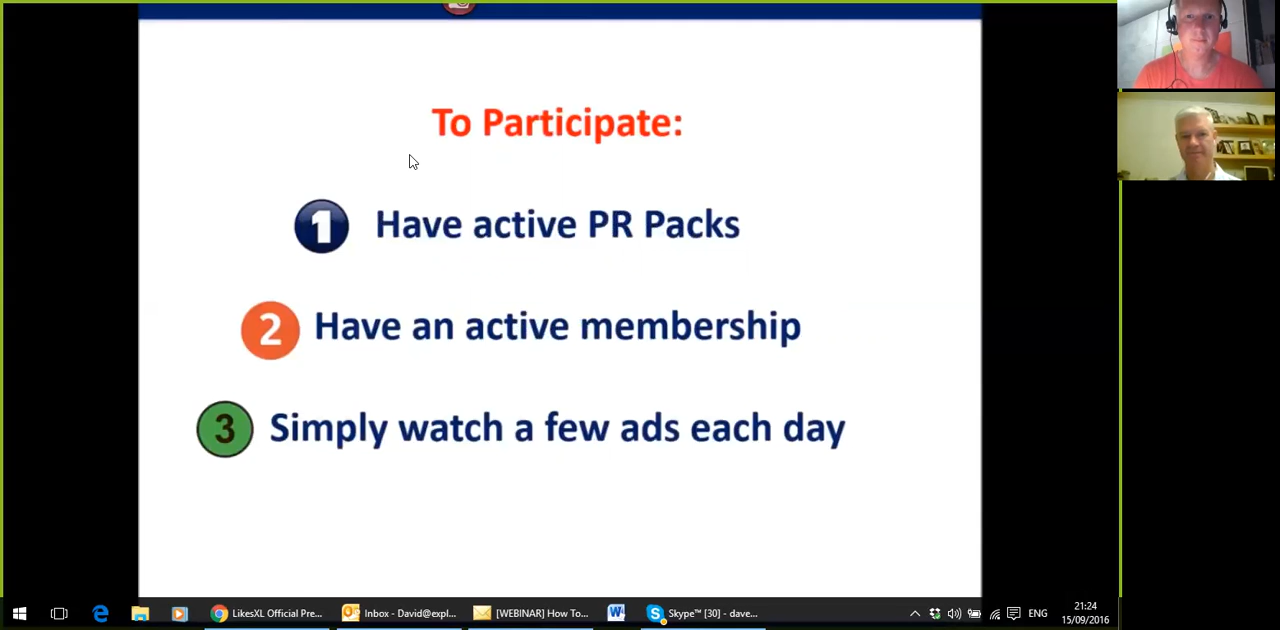 To Participate:
1 Have active PR Packs
2 Have an active membership
3 Simply watch a few ads each day
LikesXL Official Pre... Inbox - David@expl... [WEBINAR] How To... Skype™ [30] - dave... ENG 21:24
15/09/2016